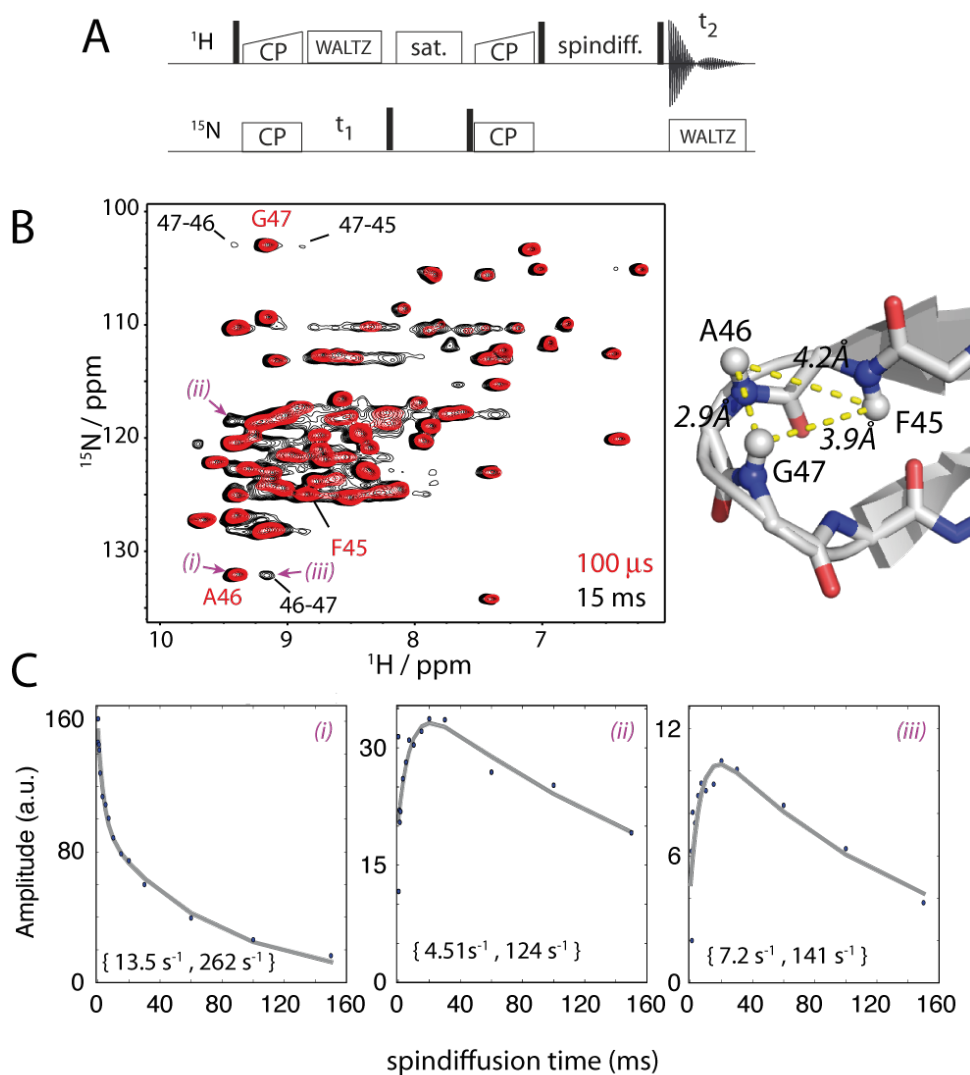 A
¹H
CP
WALTZ
sat.
CP
spindiff.
t₂
¹⁵N
CP
t₁
CP
WALTZ
B
100
110
120
130
¹⁵N / ppm
47-46
G47
47-45
(ii)
F45
(i)
(iii)
A46
46-47
100 µs
15 ms
10
9
8
7
¹H / ppm
A46
4.2Å
2.9Å
F45
3.9Å
G47
C
Amplitude (a.u.)
160
80
0
(i)
{ 13.5 s⁻¹ , 262 s⁻¹ }
0 40 80 120 160
30
15
0
(ii)
{ 4.51s⁻¹ , 124 s⁻¹ }
0 40 80 120 160
12
6
0
(iii)
{ 7.2 s⁻¹ , 141 s⁻¹ }
0 40 80 120 160
spindiffusion time (ms)